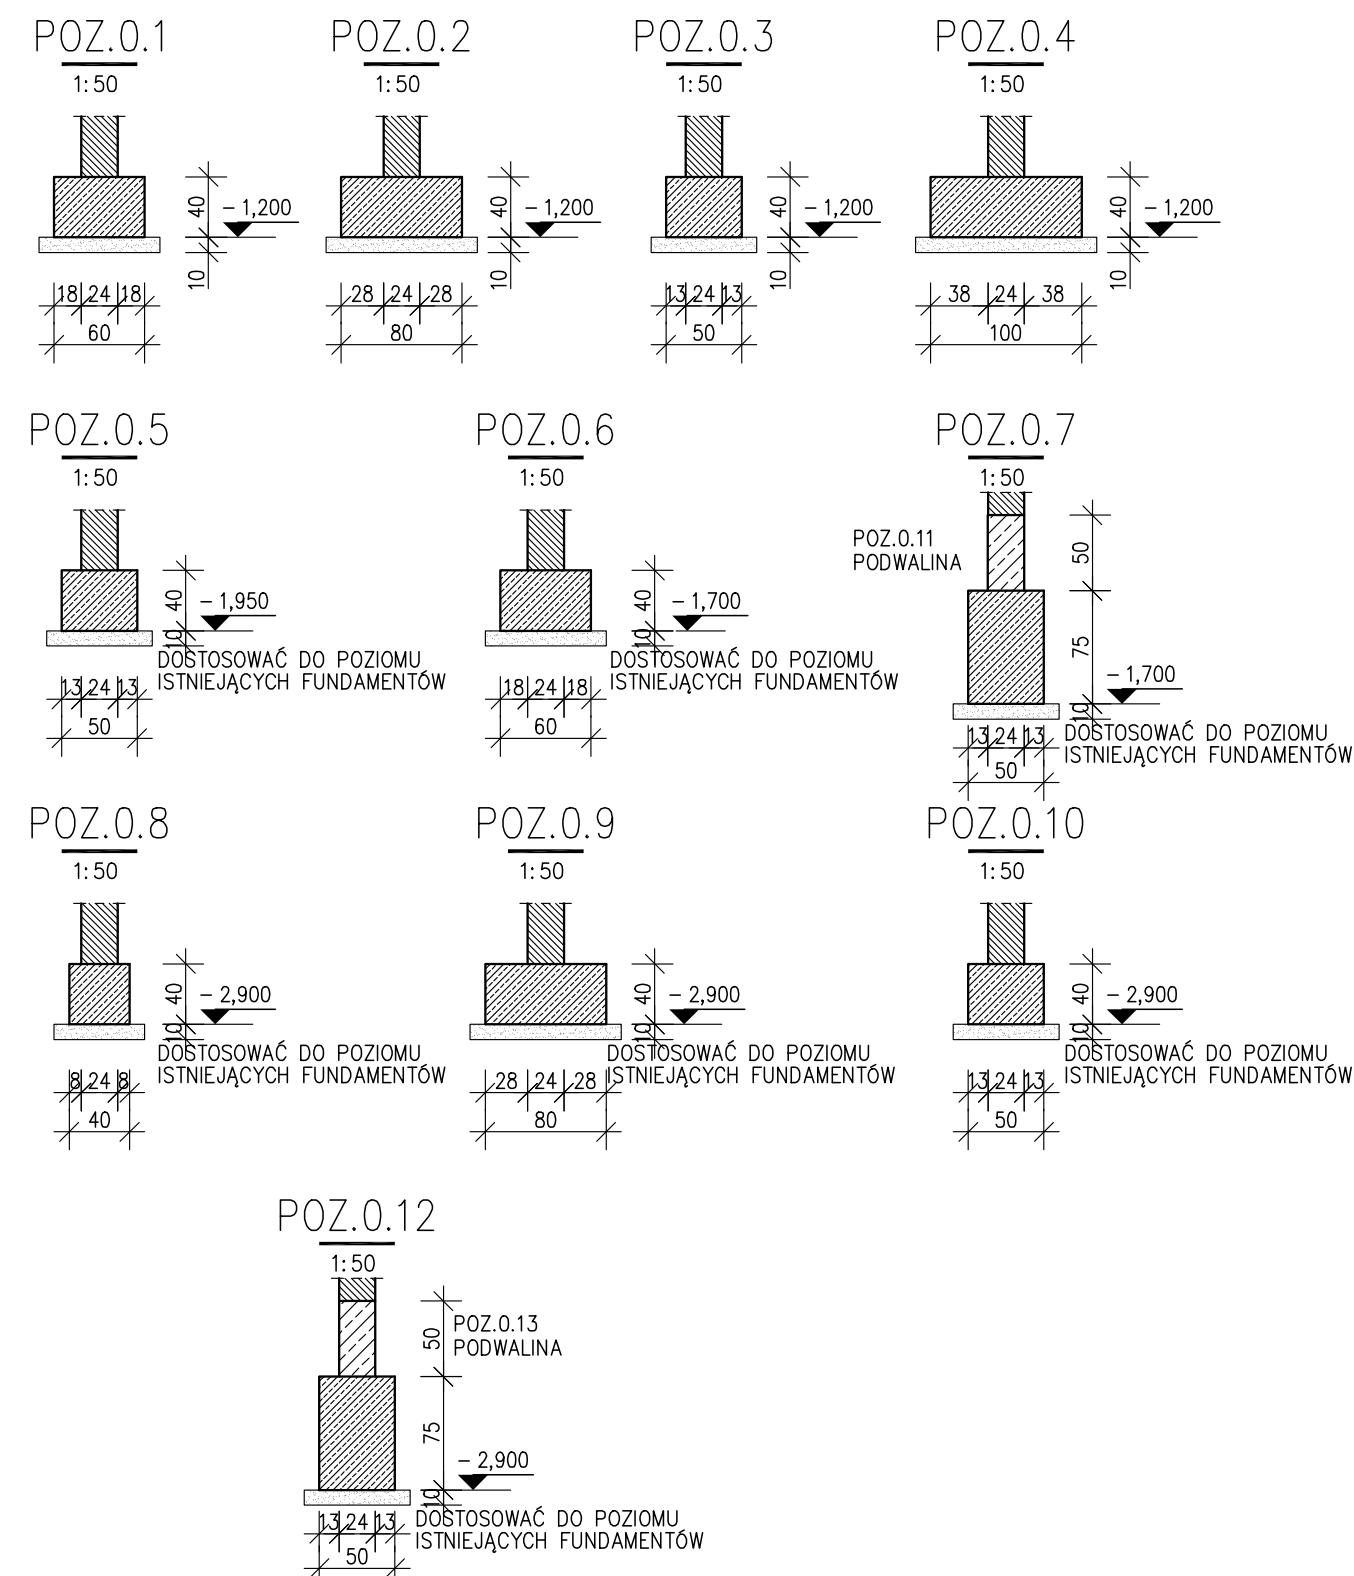 POZ.0.1
1:50
40
-1,200
10
18 24 18
60
POZ.0.2
1:50
40
-1,200
10
28 24 28
80
POZ.0.3
1:50
40
-1,200
10
13 24 13
50
POZ.0.4
1:50
40
-1,200
10
38 24 38
100
POZ.0.5
1:50
40
-1,950
10
DOSTOSOWAĆ DO POZIOMU
ISTNIEJĄCYCH FUNDAMENTÓW
13 24 13
50
POZ.0.6
1:50
40
-1,700
10
DOSTOSOWAĆ DO POZIOMU
ISTNIEJĄCYCH FUNDAMENTÓW
18 24 18
60
POZ.0.7
1:50
POZ.0.11
PODWALINA
50
75
-1,700
10
DOSTOSOWAĆ DO POZIOMU
ISTNIEJĄCYCH FUNDAMENTÓW
13 24 13
50
POZ.0.8
1:50
40
-2,900
10
DOSTOSOWAĆ DO POZIOMU
ISTNIEJĄCYCH FUNDAMENTÓW
8 24 8
40
POZ.0.9
1:50
40
-2,900
10
DOSTOSOWAĆ DO POZIOMU
ISTNIEJĄCYCH FUNDAMENTÓW
28 24 28
80
POZ.0.10
1:50
40
-2,900
10
DOSTOSOWAĆ DO POZIOMU
ISTNIEJĄCYCH FUNDAMENTÓW
13 24 13
50
POZ.0.12
1:50
50
POZ.0.13
PODWALINA
75
-2,900
10
DOSTOSOWAĆ DO POZIOMU
ISTNIEJĄCYCH FUNDAMENTÓW
13 24 13
50